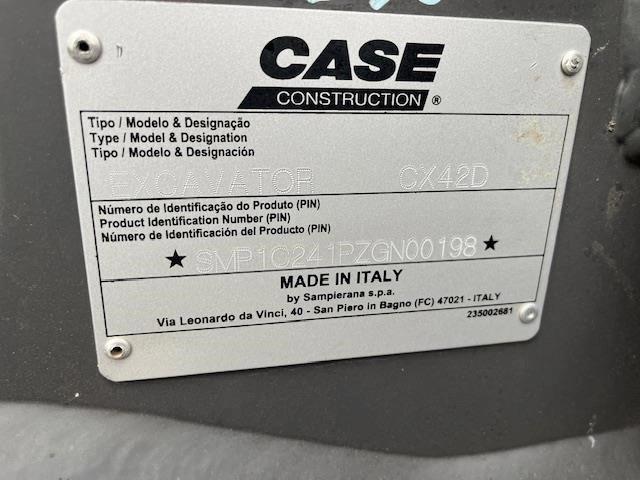 CASE
CONSTRUCTION ®
Tipo / Modelo & Designação
Type / Model & Designation
Tipo / Modelo & Designación
EXCAVATOR CX42D
Número de Identificação do Produto (PIN)
Product Identification Number (PIN)
Número de Identificación del Producto (PIN)
★ SMP1C241PZGN00198 ★
MADE IN ITALY
by Sampierana s.p.a.
Via Leonardo da Vinci, 40 - San Piero in Bagno (FC) 47021 - ITALY
235002681